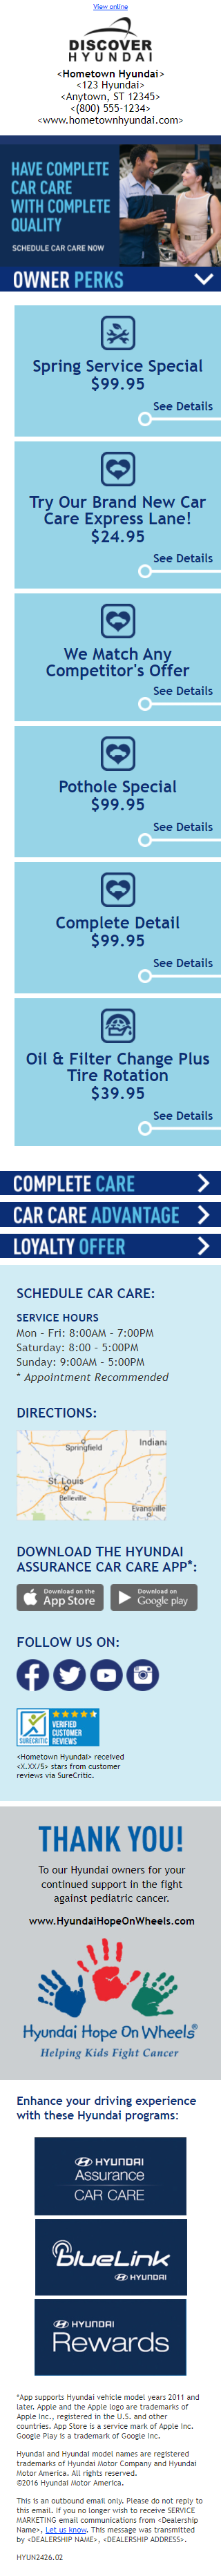 View online
DISCOVER
HYUNDAI
<Hometown Hyundai>
<123 Hyundai>
<Anytown, ST 12345>
<(800) 555-1234>
<www.hometownhyundai.com>
HAVE COMPLETE
CAR CARE
WITH COMPLETE
QUALITY
SCHEDULE CAR CARE NOW
OWNER PERKS
Spring Service Special
$99.95
See Details
Try Our Brand New Car
Care Express Lane!
$24.95
See Details
We Match Any
Competitor's Offer
See Details
Pothole Special
$99.95
See Details
Complete Detail
$99.95
See Details
Oil & Filter Change Plus
Tire Rotation
$39.95
See Details
COMPLETE CARE
CAR CARE ADVANTAGE
LOYALTY OFFER
SCHEDULE CAR CARE:
SERVICE HOURS
Mon - Fri: 8:00AM - 7:00PM
Saturday: 8:00 - 5:00PM
Sunday: 9:00AM - 5:00PM
* Appointment Recommended
DIRECTIONS:
Springfield
Indiana
St. Louis
Belleville
Evansville
DOWNLOAD THE HYUNDAI
ASSURANCE CAR CARE APP*:
Download on the
App Store
Download on
Google play
FOLLOW US ON:
SURECRITIC
VERIFIED
CUSTOMER
REVIEWS
<Hometown Hyundai> received
<X.XX/5> stars from customer
reviews via SureCritic.
THANK YOU!
To our Hyundai owners for your
continued support in the fight
against pediatric cancer.
www.HyundaiHopeOnWheels.com
Hyundai Hope On Wheels®
Helping Kids Fight Cancer
Enhance your driving experience
with these Hyundai programs:
HYUNDAI
Assurance
CAR CARE
BlueLink
HYUNDAI
HYUNDAI
Rewards
*App supports Hyundai vehicle model years 2011 and
later. Apple and the Apple logo are trademarks of
Apple Inc., registered in the U.S. and other
countries. App Store is a service mark of Apple Inc.
Google Play is a trademark of Google Inc.
Hyundai and Hyundai model names are registered
trademarks of Hyundai Motor Company and Hyundai
Motor America. All rights reserved.
©2016 Hyundai Motor America.
This is an outbound email only. Please do not reply to
this email. If you no longer wish to receive SERVICE
MARKETING email communications from <Dealership
Name>, Let us know. This message was transmitted
by <DEALERSHIP NAME>, <DEALERSHIP ADDRESS>.
HYUN2426.02